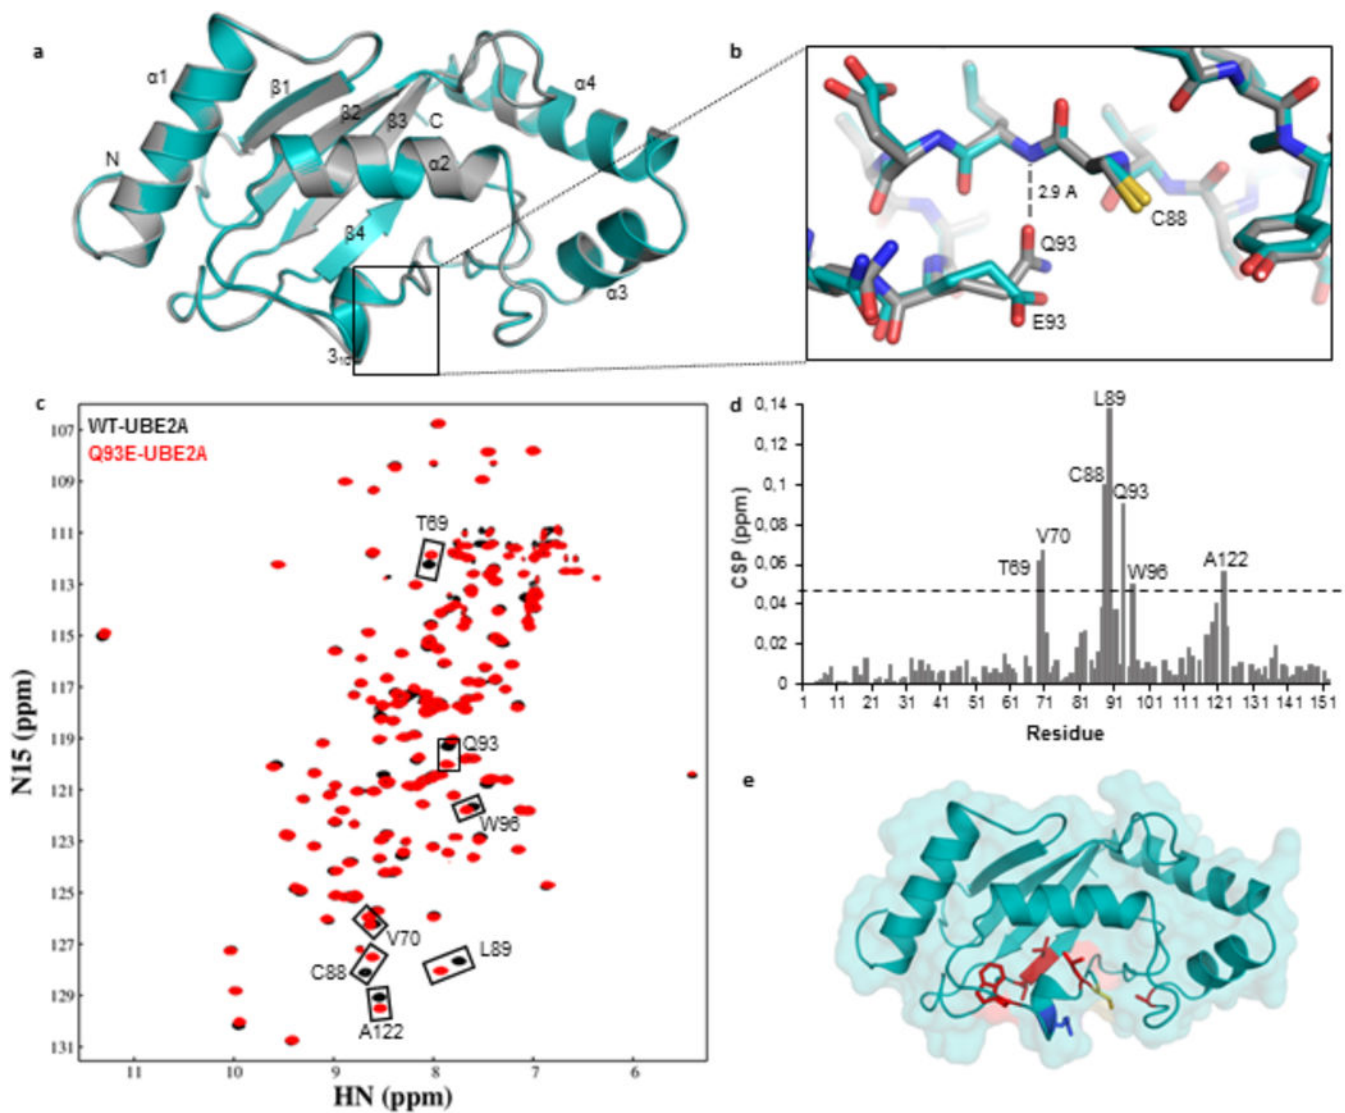 a
α1
β1
β2
β3
C
α4
N
α2
β4
α3
3₁₀
b
2.9 A
C88
Q93
E93
c
WT-UBE2A
Q93E-UBE2A
107
109
111
113
115
117
119
121
123
125
127
129
131
N15 (ppm)
T69
Q93
W96
V70
L89
C88
A122
11
10
9
8
7
6
HN (ppm)
d
0,14
0,12
0,1
0,08
0,06
0,04
0,02
0
CSP (ppm)
L89
C88
Q93
V70
T69
W96
A122
1 11 21 31 41 51 61 71 81 91 101 111 121 131 141 151
Residue
e